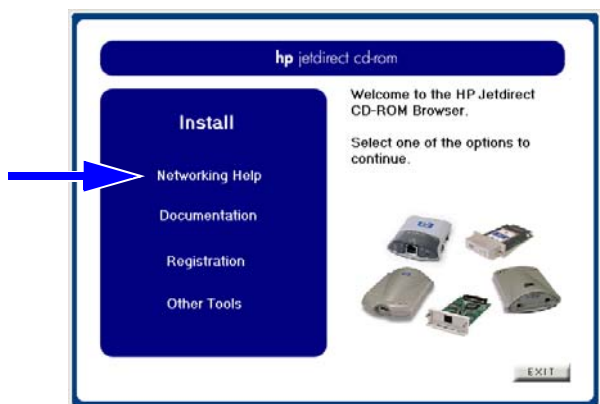 hp jetdirect cd-rom
Install
Networking Help
Documentation
Registration
Other Tools
Welcome to the HP Jetdirect
CD-ROM Browser.
Select one of the options to
continue.
EXIT